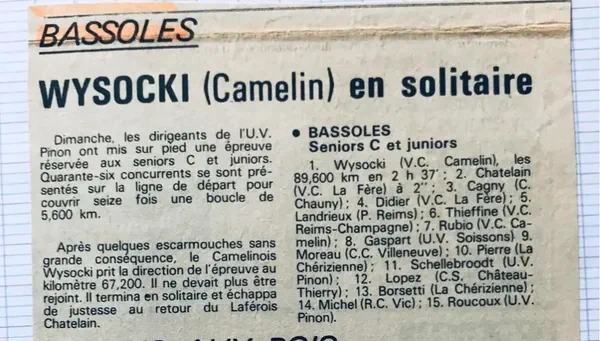 BASSOLES
WYSOCKI (Camelin) en solitaire
Dimanche, les dirigeants de l'U.V.
Pinon ont mis sur pied une épreuve
réservée aux seniors C et juniors.
Quarante-six concurrents se sont pré-
sentés sur la ligne de départ pour
couvrir seize fois une boucle de
5,600 km.
Après quelques escarmouches sans
grande conséquence, le Camelinois
Wysocki prit la direction de l'épreuve au
kilomètre 67,200. Il ne devait plus être
rejoint. Il termina en solitaire et échappa
de justesse au retour du Laférois
Chatelain.
● BASSOLES
Seniors C et juniors
1. Wysocki (V.C. Camelin), les
89,600 km en 2 h 37' ; 2. Chatelain
(V.C. La Fère) à 2'' ; 3. Cagny (C.
Chauny) ; 4. Didier (V.C. La Fère) ; 5.
Landrieux (P. Reims) ; 6. Thieffine (V.C.
Reims-Champagne) ; 7. Rubio (V.C. Ca-
melin) ; 8. Gaspart (U.V. Soissons) 9.
Moreau (C.C. Villeneuve) ; 10. Pierre (La
Chérizienne) ; 11. Schellebroodt (U.V.
Pinon) ; 12. Lopez (C.S. Château-
Thierry) ; 13. Borsetti (La Chérizienne) ;
14. Michel (R.C. Vic) ; 15. Roucoux (U.V.
Pinon).